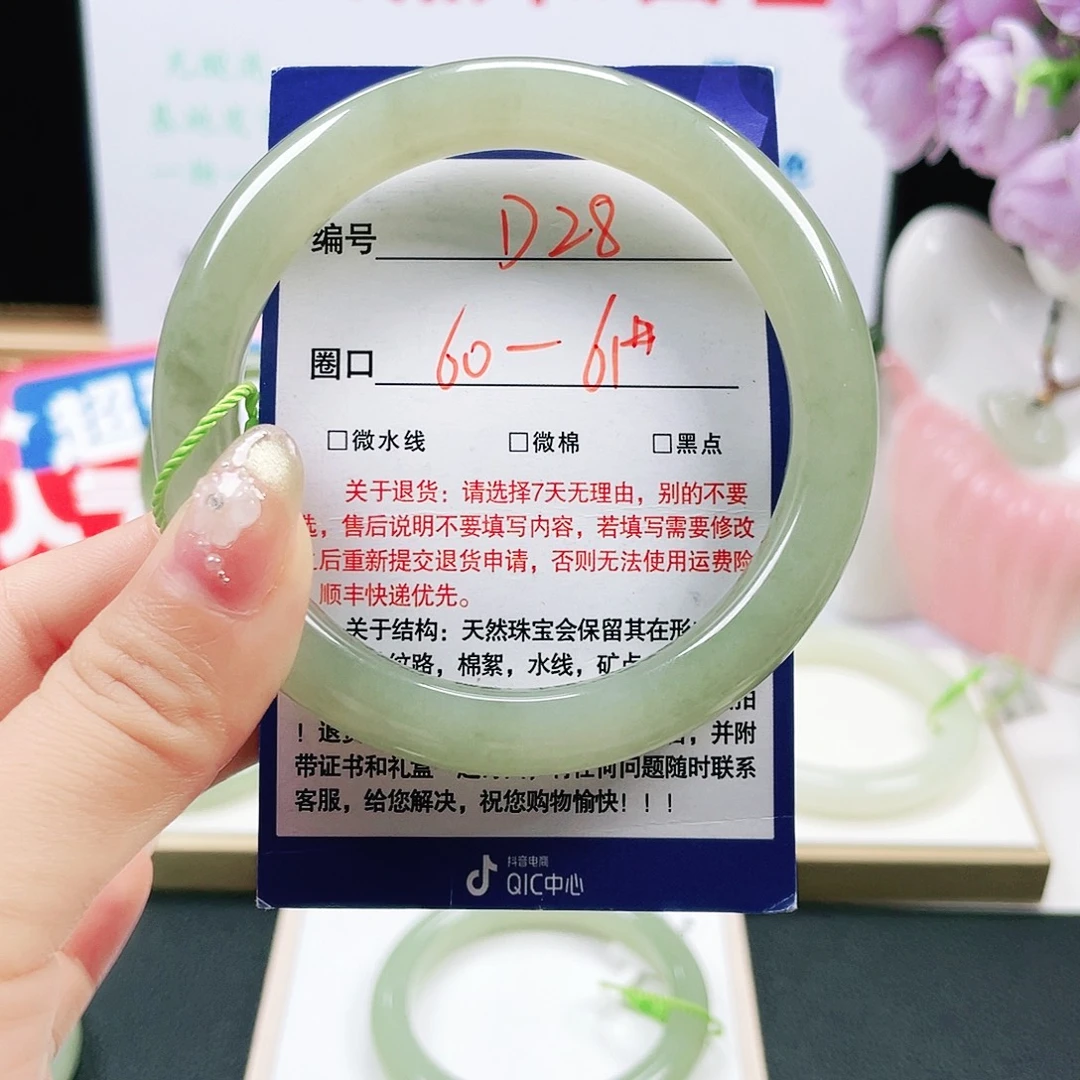 编号 D28
圈口 60-61#
□微水线 □微棉 □黑点
关于退货：请选择7天无理由，别的不要
选，售后说明不要填写内容，若填写需要修改
后重新提交退货申请，否则无法使用运费险
顺丰快递优先。
关于结构：天然珠宝会保留其在形
纹路，棉絮，水线，矿点
拍
！退 ，并附
带证书和礼盒 问题随时联系
客服，给您解决，祝您购物愉快！！！
抖音电商
QIC中心
超
人